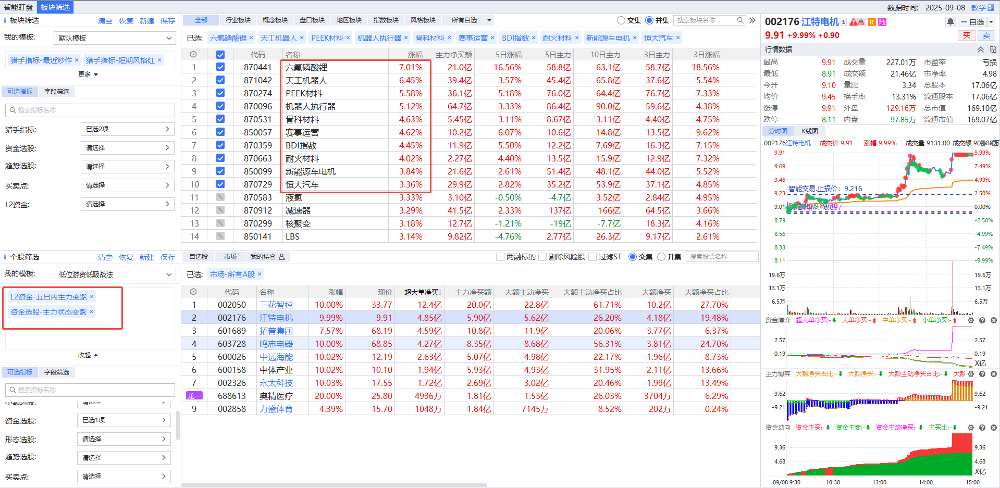 智能盯盘 板块筛选 数据时间: 2025-09-08 教学
板块筛选 清空 恢复 新建 保存
我的模板: 默认模板
猎手指标-最近炒作 × 猎手指标-短期风格红 ×
更多
可选指标 字段筛选
搜索指标名称
猎手指标: 已选2项
资金选股: 请选择
趋势选股: 请选择
买卖点: 请选择
L2资金: 请选择
个股筛选 清空 恢复 新建 保存
我的模板: 低位游资低吸战法
L2资金-五日内主力变紫 ×
资金选股-主力状态变紫 ×
收起
可选指标 字段筛选
搜索指标名称
小额选股: 请选择
资金选股: 已选1项
形态选股: 请选择
趋势选股: 请选择
买卖点: 请选择
全部 行业板块 概念板块 盘口板块 地区板块 指数板块 风格板块 所有自选 交集 并集 搜索板块名称
已选: 六氟磷酸锂 × 天工机器人 × PEEK材料 × 机器人执行器 × 骨科材料 × 赛事运营 × BDI指数 × 耐火材料 × 新能源车电机 × 恒大汽车 ×
代码 名称 涨幅 主力净买额 5日涨幅 5日主力 10日主力 3日主力 3日涨幅
1 870441 六氟磷酸锂 7.01% 21.0亿 16.56% 58.8亿 63.1亿 58.7亿 18.56%
2 871042 天工机器人 6.45% 39.4亿 3.57% 45.4亿 65.8亿 37.6亿 5.54%
3 870274 PEEK材料 5.58% 36.1亿 5.18% 76.0亿 64.4亿 76.7亿 7.33%
4 870096 机器人执行器 5.12% 64.7亿 3.33% 86.4亿 90.0亿 59.6亿 4.38%
5 870531 骨科材料 4.63% 5.45亿 3.11% 8.67亿 3.11亿 4.40亿 4.75%
6 850057 赛事运营 4.62% 10.2亿 6.07% 10.6亿 14.8亿 13.5亿 9.62%
7 870359 BDI指数 4.45% 11.9亿 5.50% 12.2亿 7.69亿 16.3亿 7.15%
8 870663 耐火材料 4.02% 2.27亿 4.40% 13.5亿 15.9亿 12.9亿 7.32%
9 850099 新能源车电机 3.84% 21.6亿 2.61% 51.4亿 48.1亿 44.0亿 5.52%
10 870729 恒大汽车 3.36% 29.9亿 2.82% 35.2亿 53.9亿 37.1亿 4.85%
11 870583 液氯 3.33% 3.10亿 -0.50% -4.7亿 3.52亿 2.84亿 4.95%
12 870912 减速器 3.29% 41.5亿 2.33% 137亿 166亿 64.5亿 3.66%
13 870299 核聚变 3.18% 12.7亿 -1.21% -19亿 -7.7亿 18.3亿 4.16%
14 850141 LBS 3.14% 9.82亿 -4.76% 2.77亿 26.3亿 9.17亿 2.61%
自选股 市场 我的持仓 两融标的 剔除风险股 过滤ST 交集 并集 搜索股票名称
已选: 市场-所有A股 ×
代码 名称 涨幅 现价 超大单净买↓ 主力净买额 大额主动净买 大额主动净买占比 大额净买 大额净买占比
1 002050 三花智控 10.00% 33.77 12.4亿 20.0亿 22.8亿 61.71% 10.2亿 27.70%
2 002176 江特电机 9.99% 9.91 4.85亿 5.90亿 5.62亿 26.20% 4.18亿 19.48%
3 601689 拓普集团 7.57% 68.19 4.59亿 10.8亿 11.9亿 20.06% 3.77亿 6.37%
4 603728 鸣志电器 10.00% 68.85 4.27亿 8.35亿 8.68亿 56.31% 3.81亿 24.70%
5 600026 中远海能 10.02% 12.19 2.63亿 5.07亿 4.98亿 22.17% 1.96亿 8.73%
6 600158 中体产业 10.02% 10.10 1.94亿 5.93亿 4.93亿 31.95% 2.11亿 13.66%
7 002326 永太科技 10.03% 17.55 1.72亿 2.69亿 3.02亿 20.46% 1.99亿 13.49%
龙一 688613 奥精医疗 20.00% 25.80 4936万 1.81亿 1.53亿 26.03% 3704万 6.29%
9 002858 力盛体育 4.39% 15.70 1048万 1.84亿 7145万 8.52% 202万 0.24%
002176 江特电机 高 R 陆 自选
9.91 +9.99% +0.90 买 卖
行情数据
最高 9.91 成交量 227.01万 市盈率 亏损
最低 8.91 成交额 21.46亿 市净率 4.98
今开 9.10 量比 3.34 总股本 17.06亿
均价 9.45 换手率 13.31% 流通股本 17.06亿
涨停 9.91 外盘 129.16万 总市值 169.10亿
跌停 8.11 内盘 97.85万 流通市值 169.07亿
分时图 K线图
002176江特电机 成交价 9.91 涨幅 9.99% 成交量 9131.00 成交额
9.91 9.99%
9.69 7.49%
9.46 4.99%
智能交易.止损价: 9.216
9.23 2.50%
9.01 0.00%
8.79 -2.50%
8.56 -4.99%
8.33 -7.49%
8.11 -9.99%
19.6万 19.6万
13.1万 13.1万
6.5万 6.5万
资金博弈 超大单净买:- 大单净买:- 中单净买:- 小单净买:-
2.57 2.57
0.19 0.19
X亿
主力博弈 大额净买占比:- 大额净买:- 大额主动净买占比:- 大额
9.62 9.62
-9.21 -9.21
资金动向 资金主买:- 资金主卖:- 资金主动净买:- 主买比:-
9.36 9.36
4.68 4.68
X亿
09/08 9:30 10:30 13:00 14:00 15:00